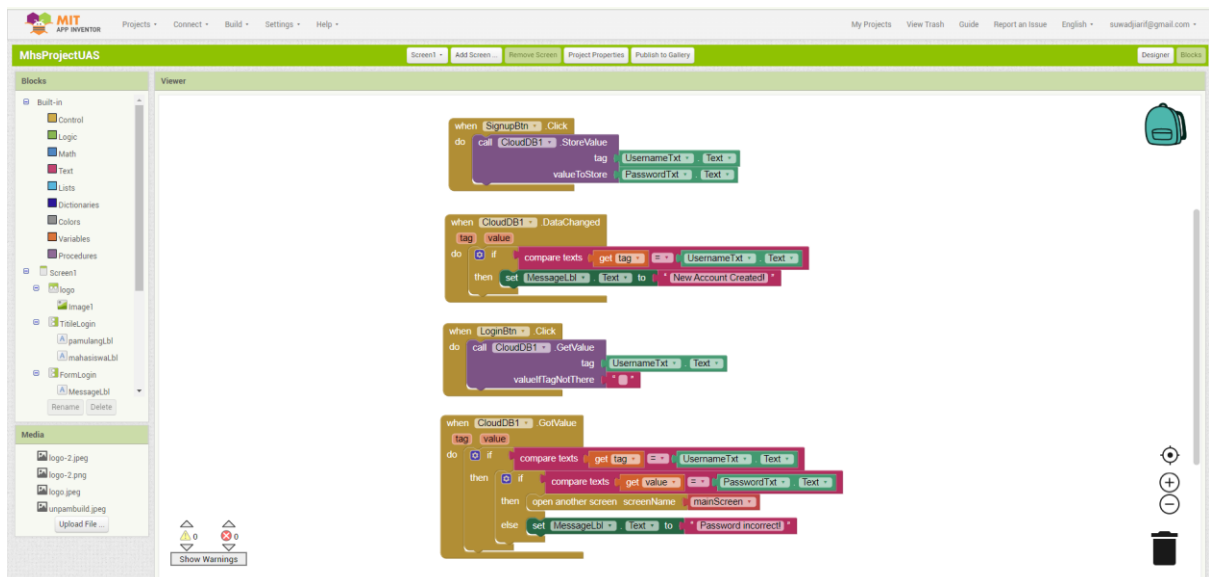 MIT
APP INVENTOR
Projects Connect Build Settings Help My Projects View Trash Guide Report an Issue English suwadjiarif@gmail.com
MhsProjectUAS Screen1 Add Screen ... Remove Screen Project Properties Publish to Gallery Designer Blocks
Blocks
Built-in
Control
Logic
Math
Text
Lists
Dictionaries
Colors
Variables
Procedures
Screen1
logo
Image1
TitileLogin
pamulangLbl
mahasiswaLbl
FormLogin
MessageLbl
Rename Delete
Media
logo-2.jpeg
logo-2.png
logo.jpeg
unpambuild.jpeg
Upload File ...
Viewer
when SignupBtn .Click
do call CloudDB1 .StoreValue
tag UsernameTxt . Text
valueToStore PasswordTxt . Text
when CloudDB1 .DataChanged
tag value
do if compare texts get tag = UsernameTxt . Text
then set MessageLbl . Text to " New Account Created! "
when LoginBtn .Click
do call CloudDB1 .GetValue
tag UsernameTxt . Text
valueIfTagNotThere " "
when CloudDB1 .GotValue
tag value
do if compare texts get tag = UsernameTxt . Text
then if compare texts get value = PasswordTxt . Text
then open another screen screenName mainScreen
else set MessageLbl . Text to " Password incorrect! "
0 0
Show Warnings